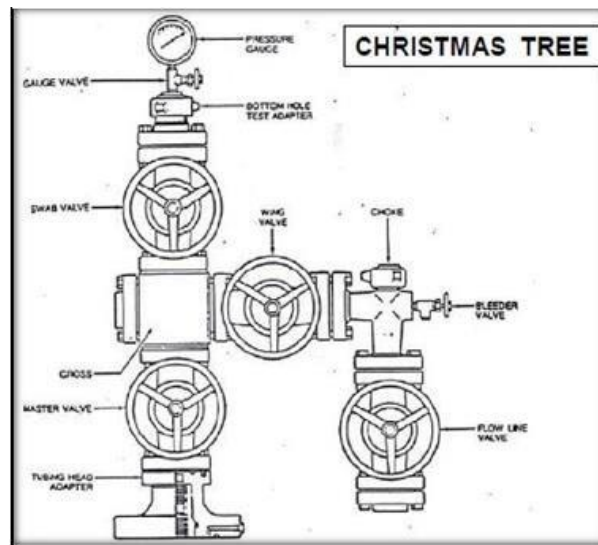 CHRISTMAS TREE
PRESSURE
GAUGE
GAUGE VALVE
BOTTOM HOLE
TEST ADAPTER
SWAB VALVE
WING
VALVE
CHOKE
BLEEDER
VALVE
CROSS
MASTER VALVE
FLOW LINE
VALVE
TUBING HEAD
ADAPTER